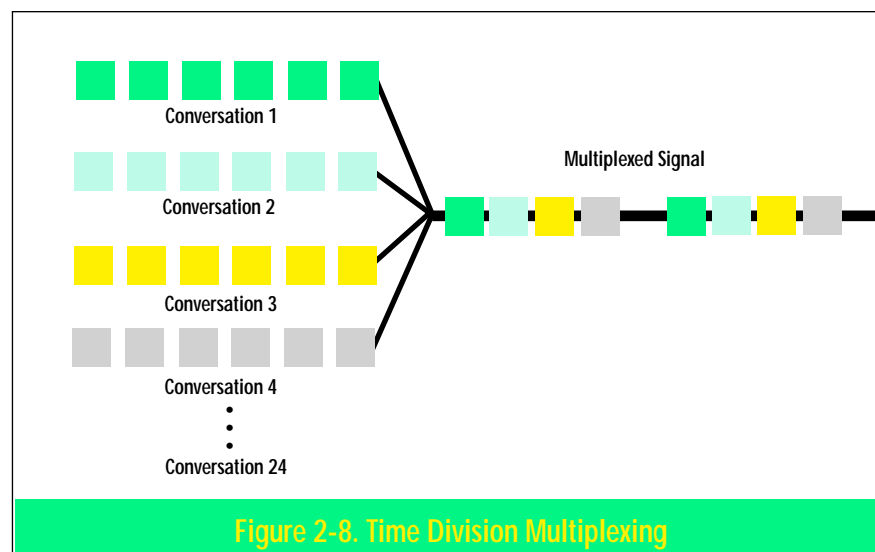 Conversation 1
Multiplexed Signal
Conversation 2
Conversation 3
Conversation 4
Conversation 24
Figure 2-8. Time Division Multiplexing